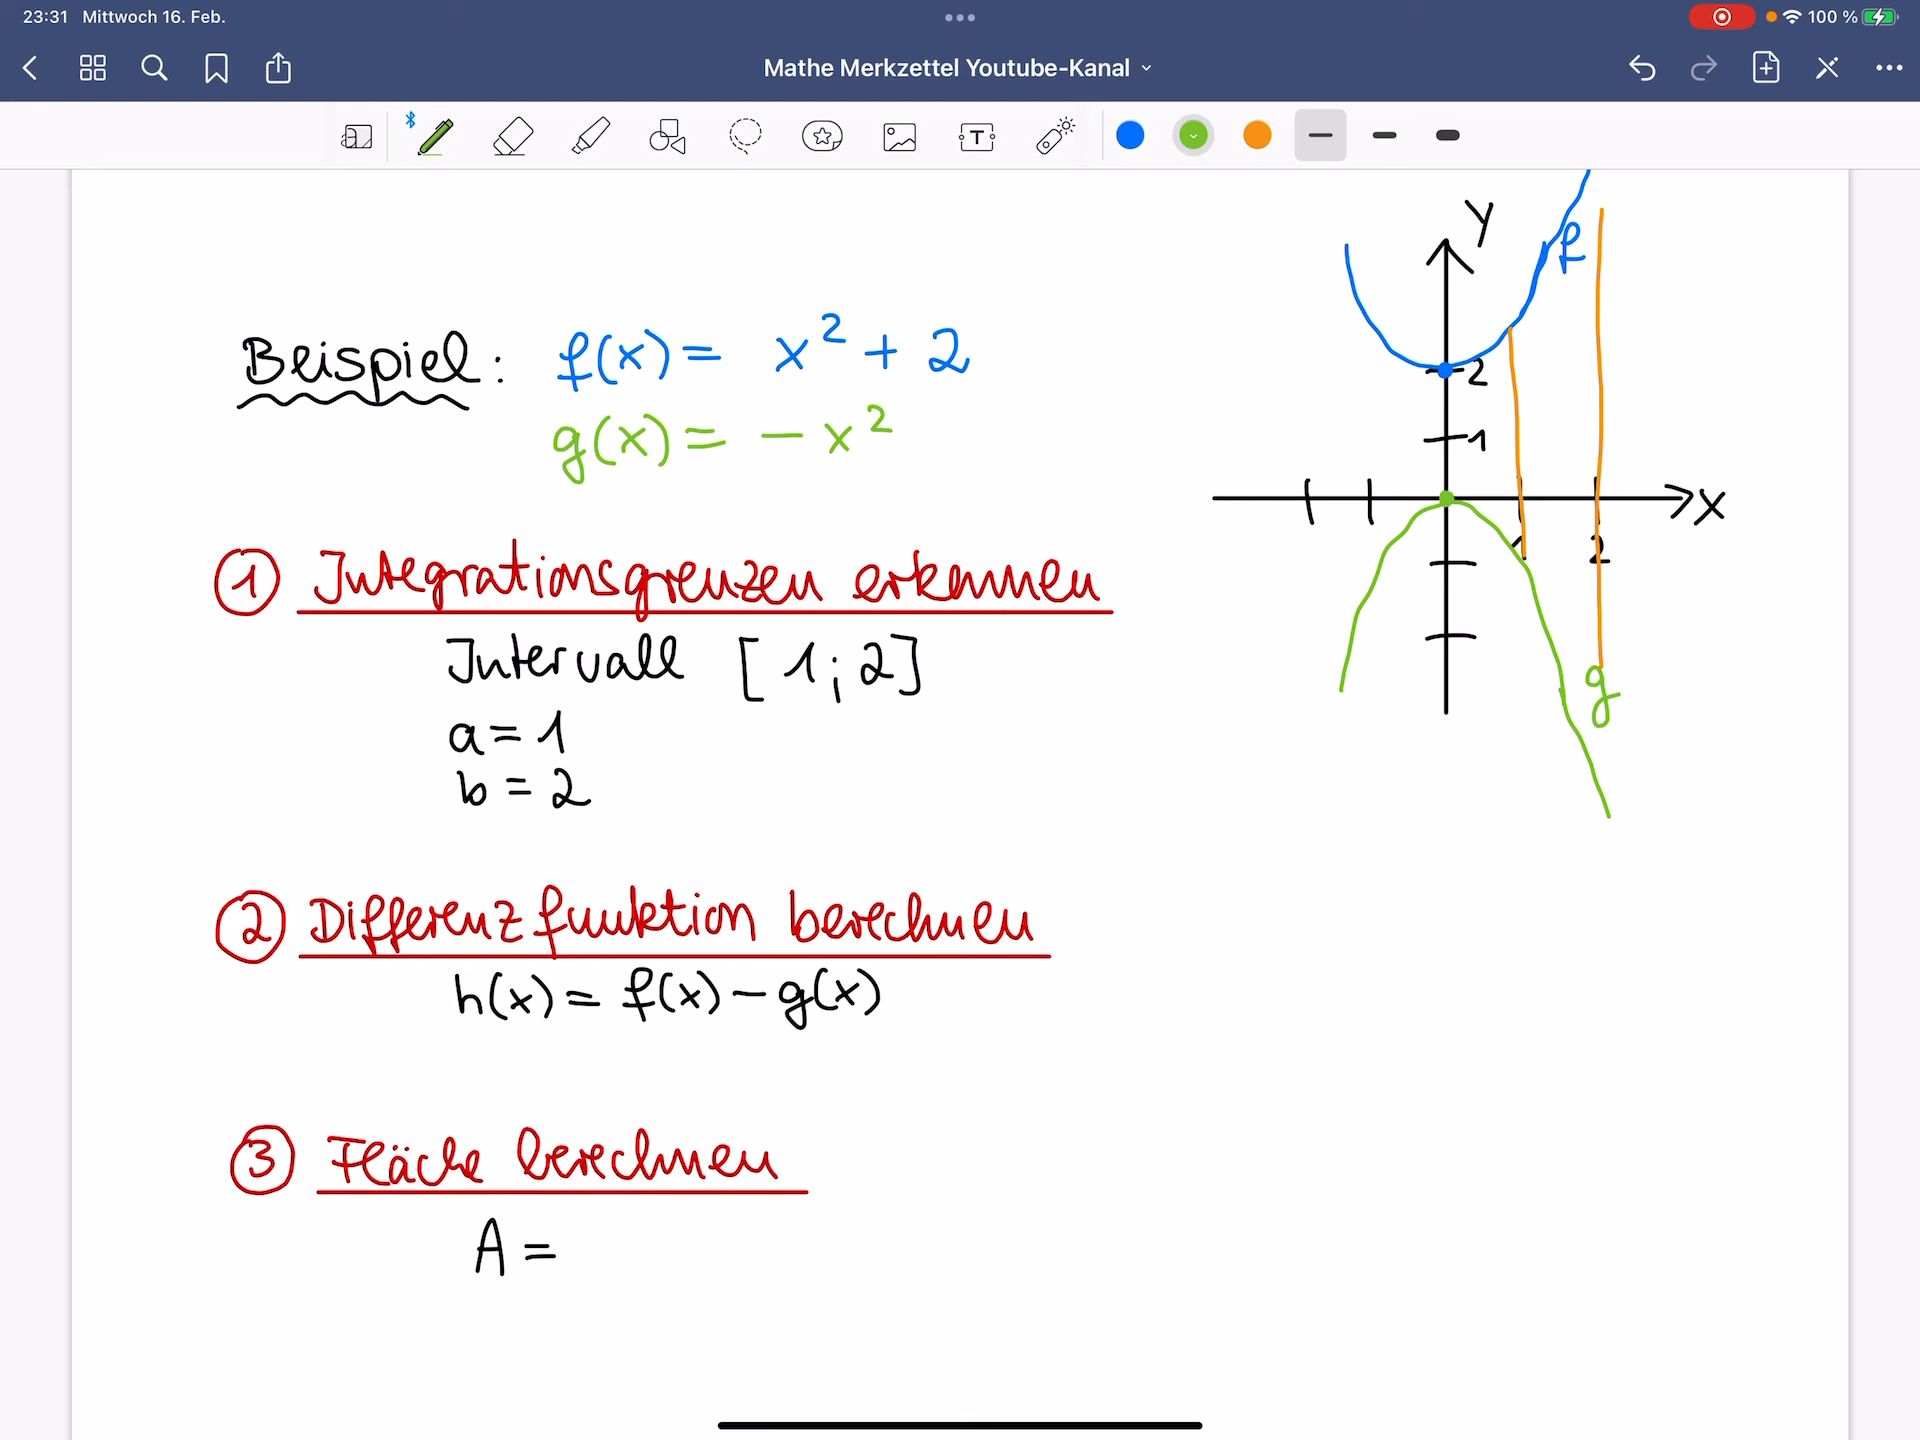 23:31 Mittwoch 16. Feb.
100 %
Mathe Merkzettel Youtube-Kanal
Beispiel: f(x) = x² + 2
g(x) = - x²
① Integrationsgrenzen erkennen
Intervall [1;2]
a = 1
b = 2
② Differenzfunktion berechnen
h(x) = f(x) - g(x)
③ Fläche berechnen
A =
y
f
2
1
x
1
2
g